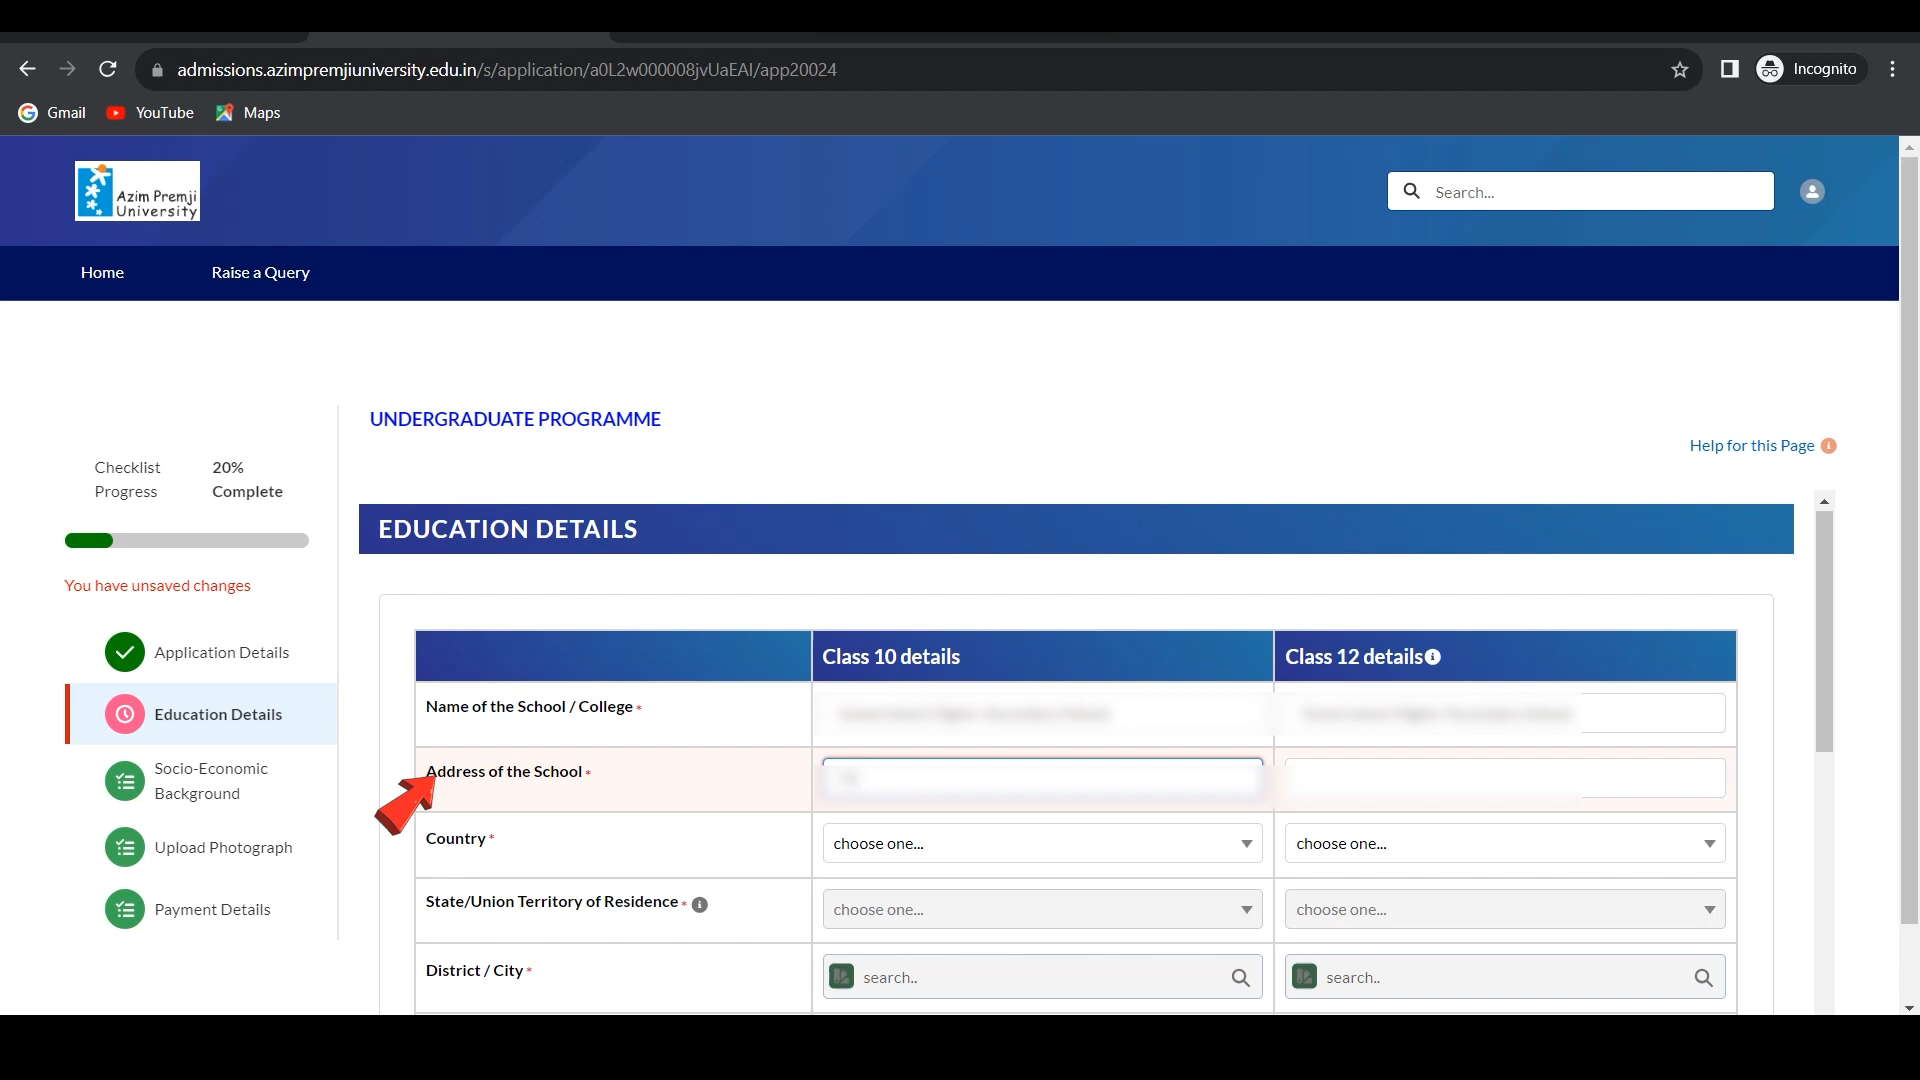 admissions.azimpremjiuniversity.edu.in/s/application/a0L2w000008jvUaEAI/app20024
Incognito
Gmail
YouTube
Maps
Azim Premji
University
Search...
Home
Raise a Query
UNDERGRADUATE PROGRAMME
Help for this Page
Checklist Progress
20% Complete
You have unsaved changes
Application Details
Education Details
Socio-Economic
Background
Upload Photograph
Payment Details
EDUCATION DETAILS
Class 10 details
Class 12 details
Name of the School / College *
Address of the School *
Country * choose one... choose one...
State/Union Territory of Residence * choose one... choose one...
District / City * search.. search..